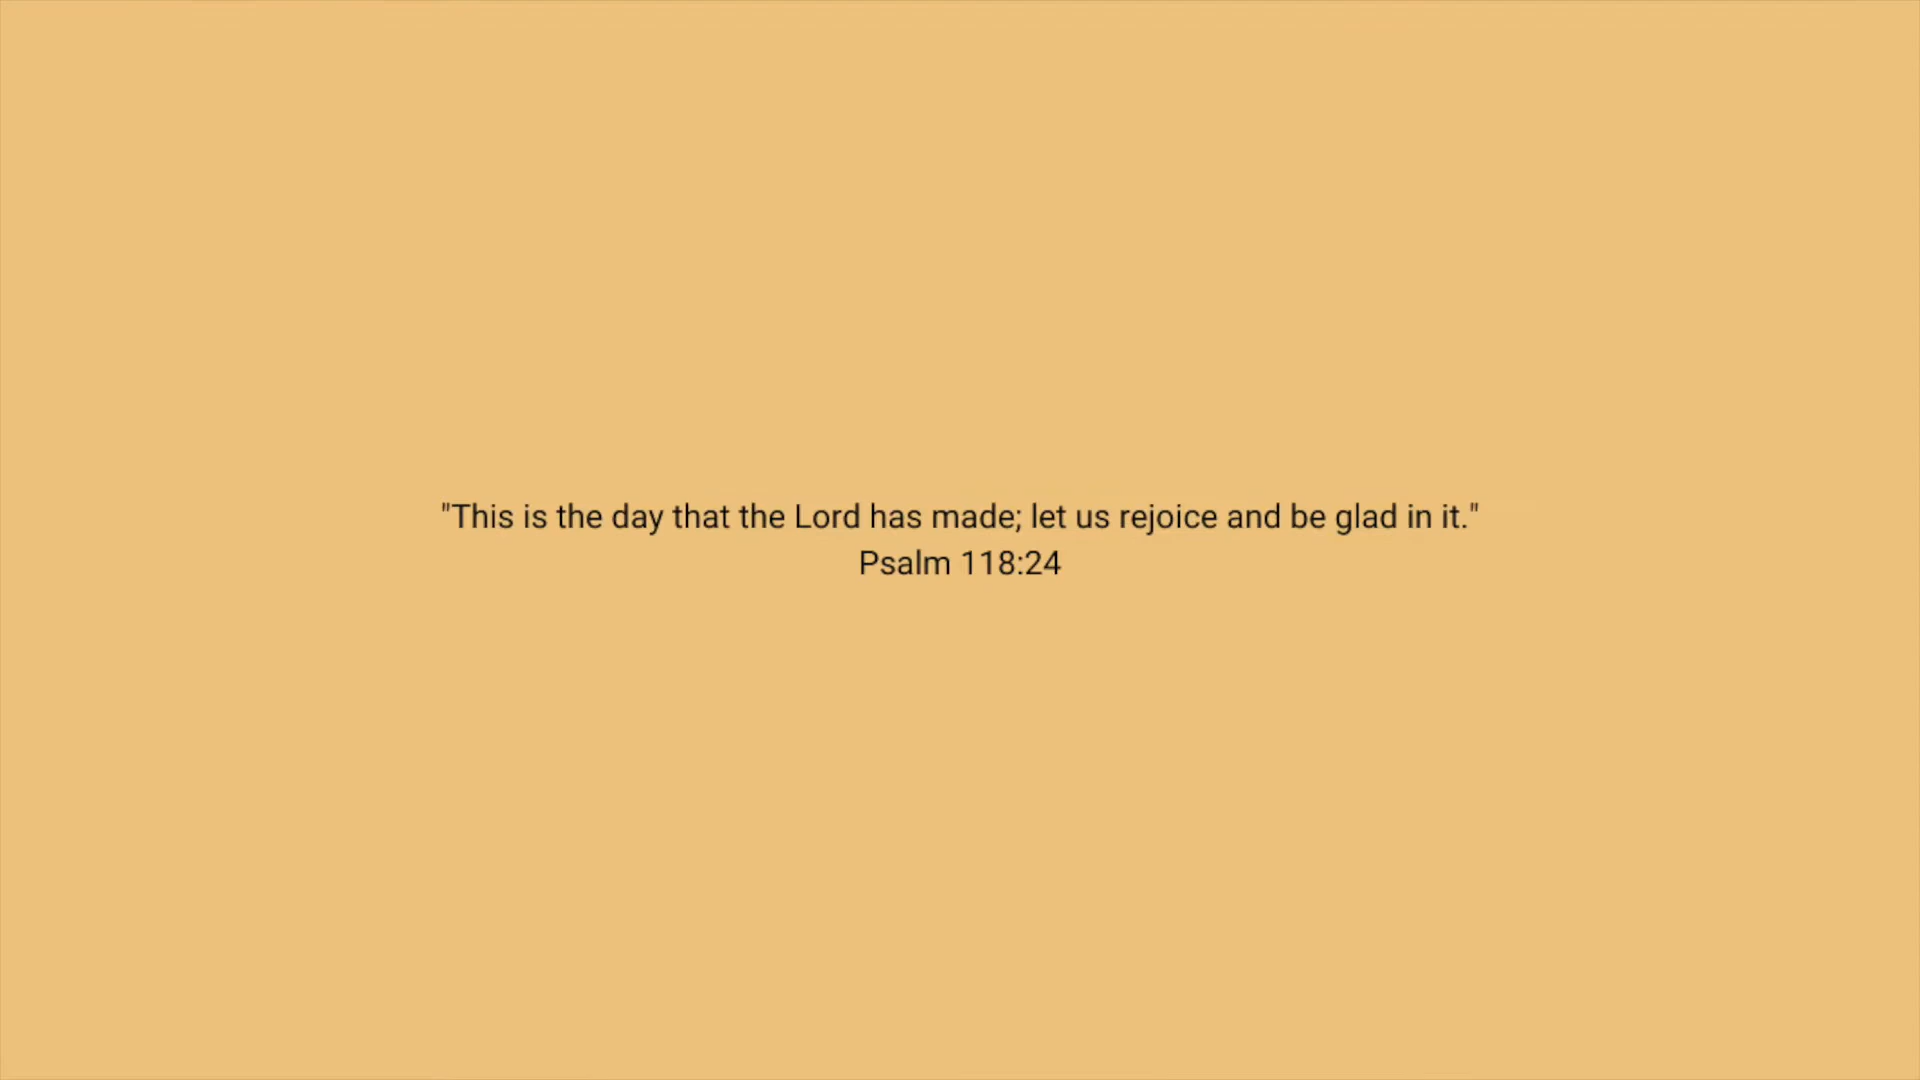 "This is the day that the Lord has made; let us rejoice and be glad in it."
Psalm 118:24